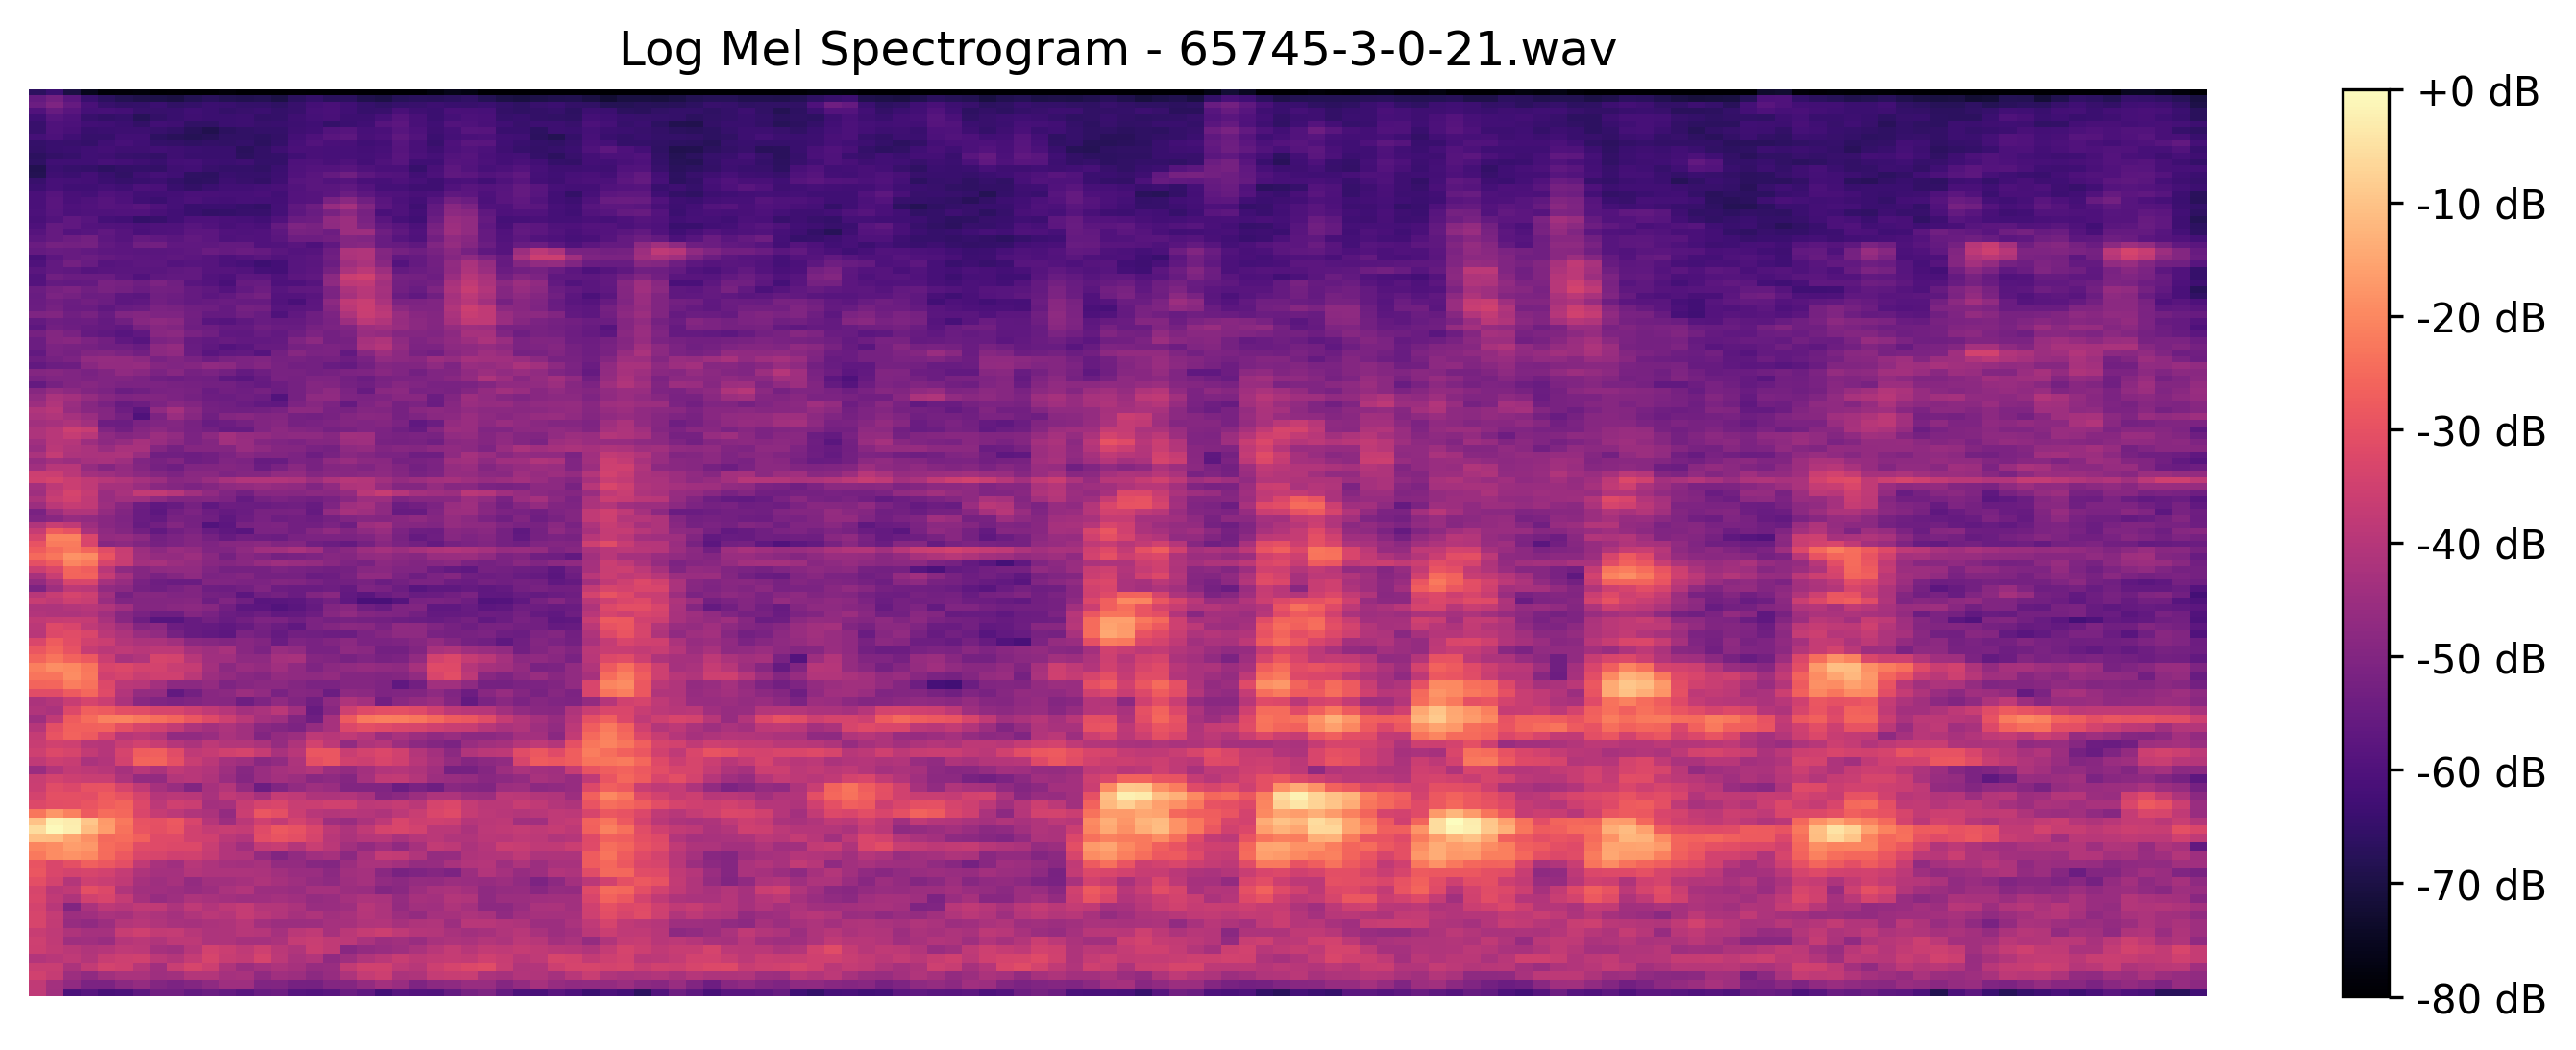 Log Mel Spectrogram - 65745-3-0-21.wav
+0 dB
-10 dB
-20 dB
-30 dB
-40 dB
-50 dB
-60 dB
-70 dB
-80 dB